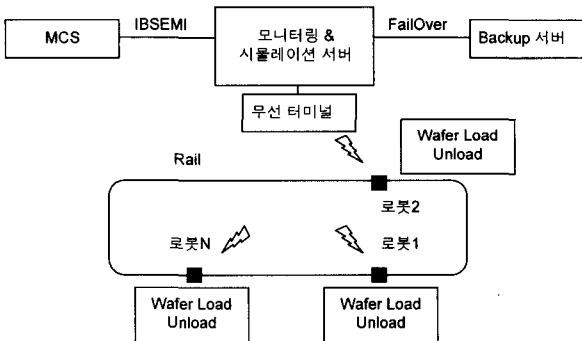 MCS
IBSEMI
모니터링 &
시물레이션 서버
FailOver
Backup 서버
무선 터미널
Wafer Load
Unload
Rail
로봇2
로봇N
로봇1
Wafer Load
Unload
Wafer Load
Unload